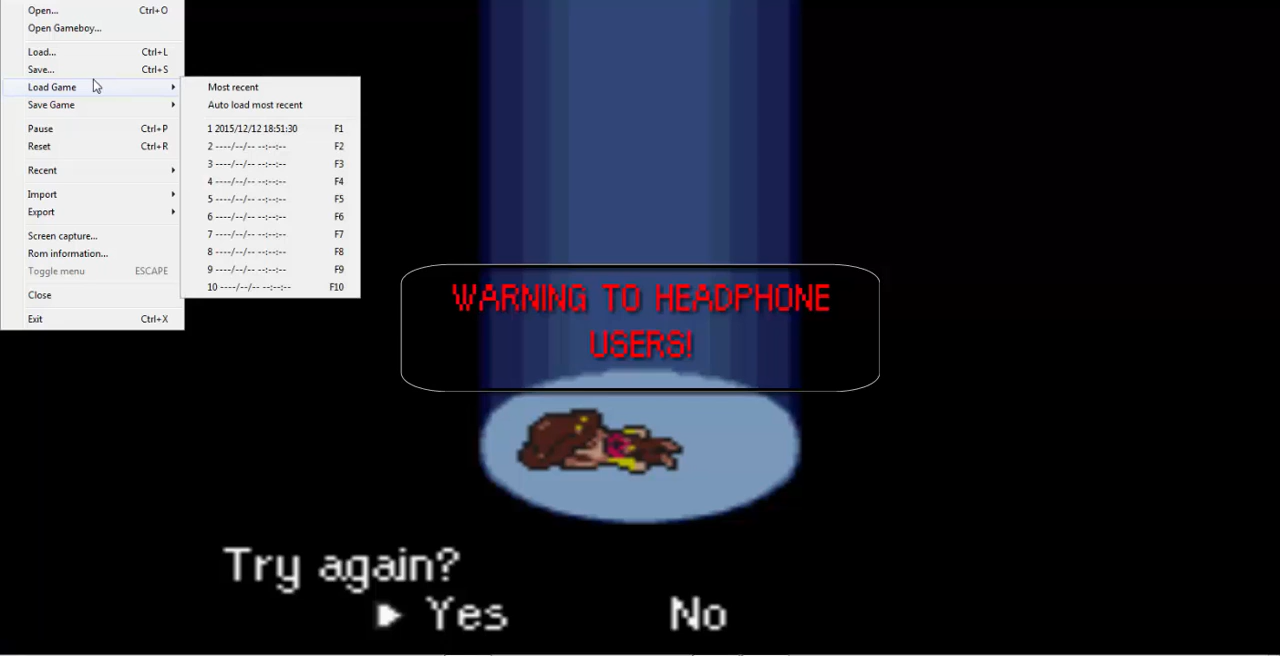 Open... Ctrl+O
Open Gameboy...
Load... Ctrl+L
Save... Ctrl+S
Load Game
Save Game
Pause Ctrl+P
Reset Ctrl+R
Recent
Import
Export
Screen capture...
Rom information...
Toggle menu ESCAPE
Close
Exit Ctrl+X
Most recent
Auto load most recent
1 2015/12/12 18:51:30 F1
2 ----/--/-- --:--:-- F2
3 ----/--/-- --:--:-- F3
4 ----/--/-- --:--:-- F4
5 ----/--/-- --:--:-- F5
6 ----/--/-- --:--:-- F6
7 ----/--/-- --:--:-- F7
8 ----/--/-- --:--:-- F8
9 ----/--/-- --:--:-- F9
10 ----/--/-- --:--:-- F10
WARNING TO HEADPHONE
USERS!
Try again?
Yes No